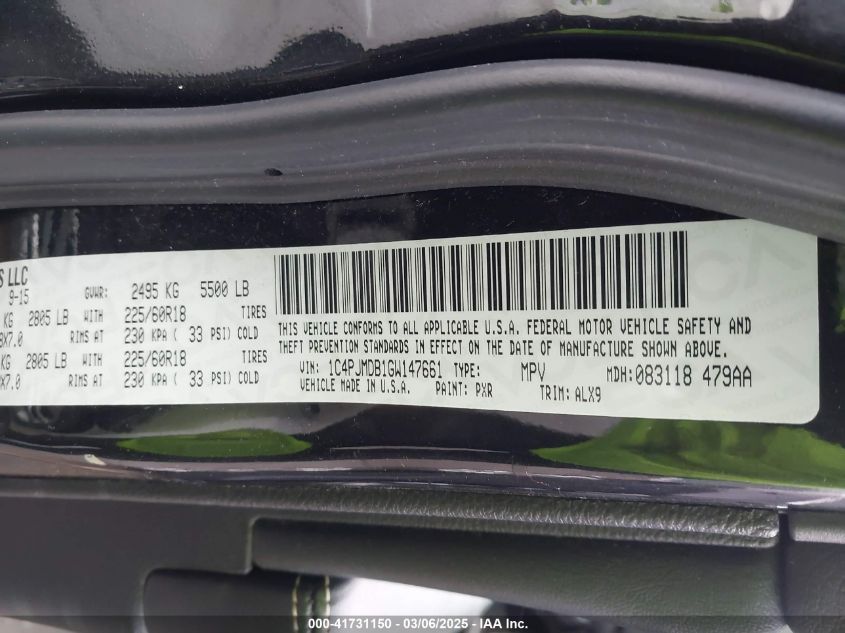 S LLC
9-15 GVWR: 2495 KG 5500 LB
KG 2805 LB WITH 225/60R18 TIRES
X7.0 RIMS AT 230 KPA ( 33 PSI) COLD
KG 2805 LB WITH 225/60R18 TIRES
X7.0 RIMS AT 230 KPA ( 33 PSI) COLD
THIS VEHICLE CONFORMS TO ALL APPLICABLE U.S.A. FEDERAL MOTOR VEHICLE SAFETY AND
THEFT PREVENTION STANDARDS IN EFFECT ON THE DATE OF MANUFACTURE SHOWN ABOVE.
VIN: 1C4PJMDB1GW147661 TYPE: MPV MDH: 083118 479AA
VEHICLE MADE IN U.S.A. PAINT: PXR TRIM: ALX9
000-41731150 - 03/06/2025 - IAA Inc.